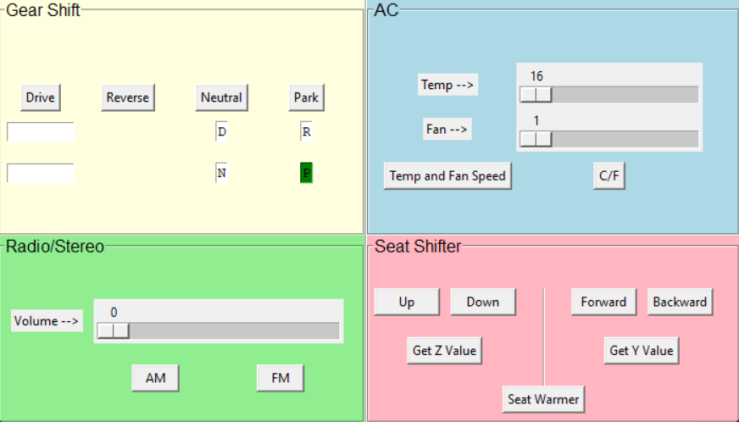 Gear Shift
Drive Reverse Neutral Park
D R
N P
AC
Temp -->
16
Fan -->
1
Temp and Fan Speed C/F
Radio/Stereo
Volume -->
0
AM FM
Seat Shifter
Up Down Forward Backward
Get Z Value Get Y Value
Seat Warmer